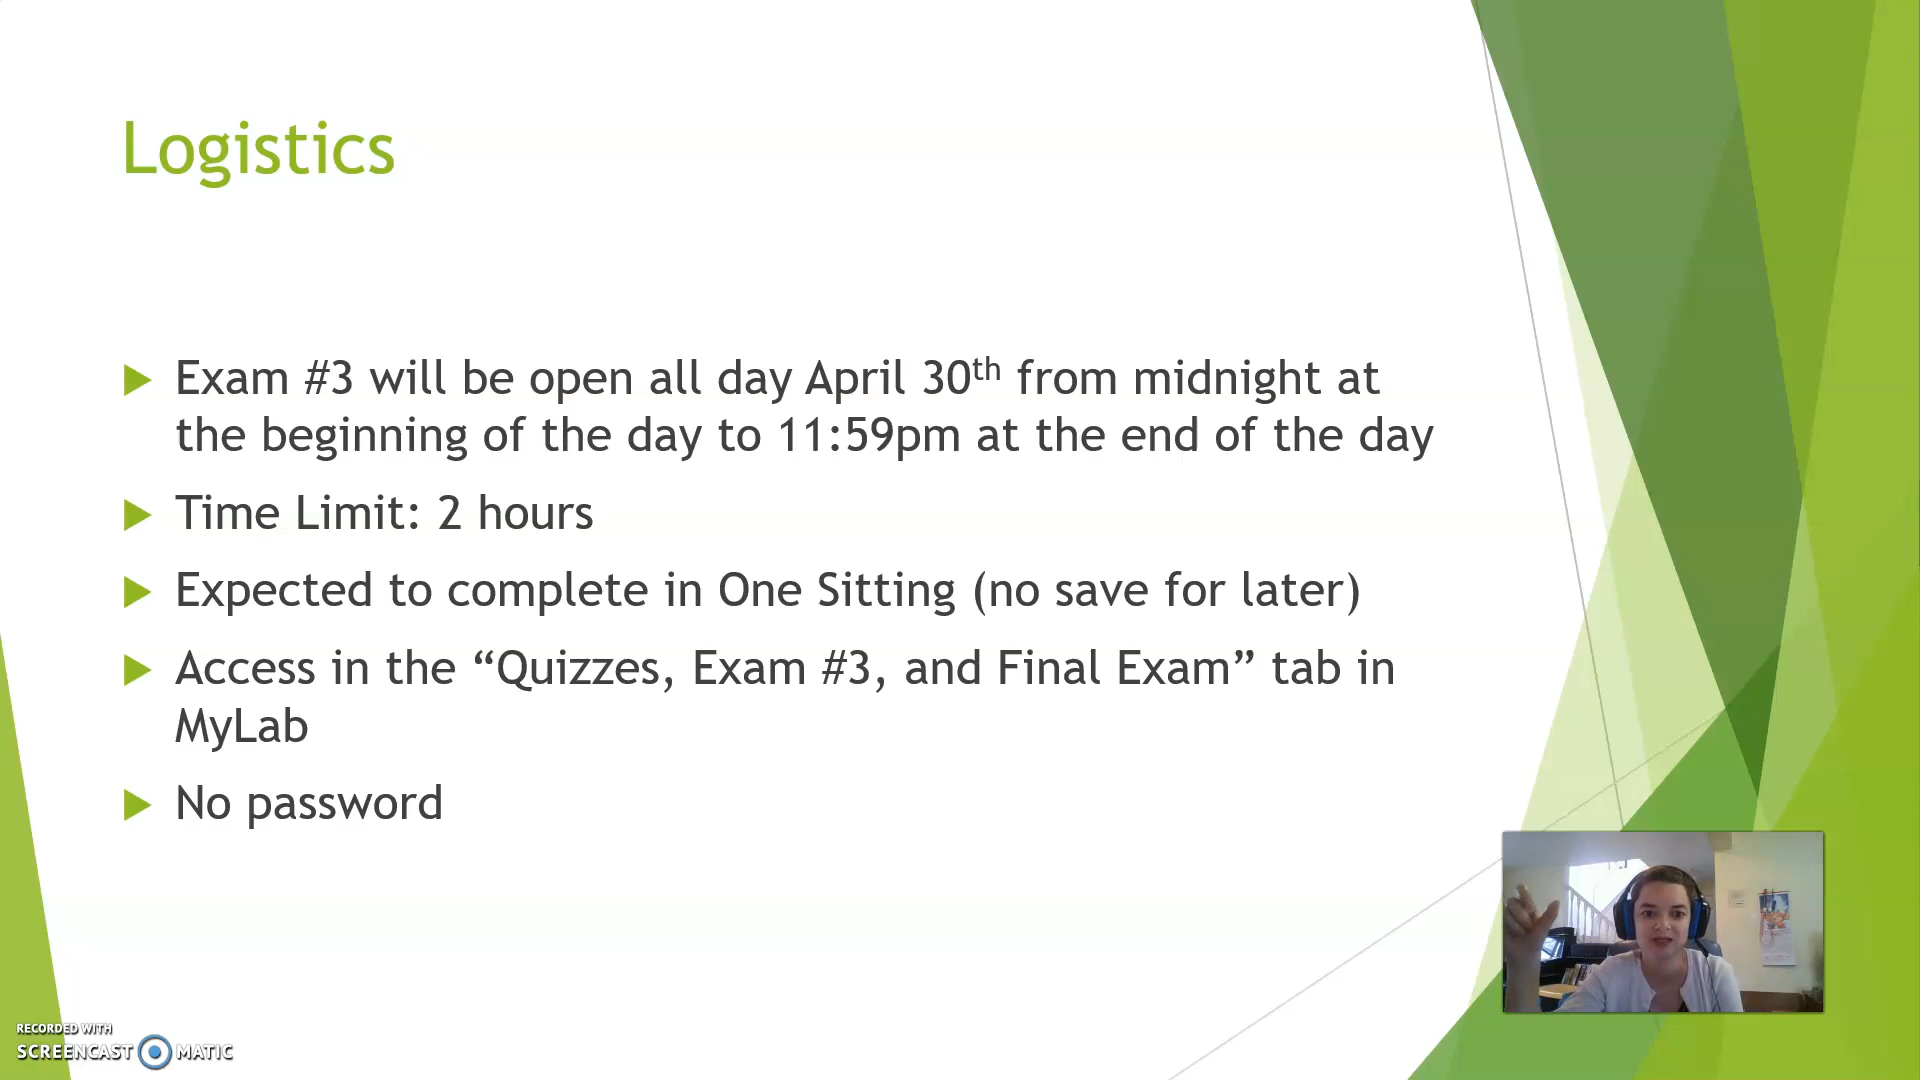 Logistics
Exam #3 will be open all day April 30th from midnight at
the beginning of the day to 11:59pm at the end of the day
Time Limit: 2 hours
Expected to complete in One Sitting (no save for later)
Access in the “Quizzes, Exam #3, and Final Exam” tab in
MyLab
No password
RECORDED WITH
SCREENCAST MATIC